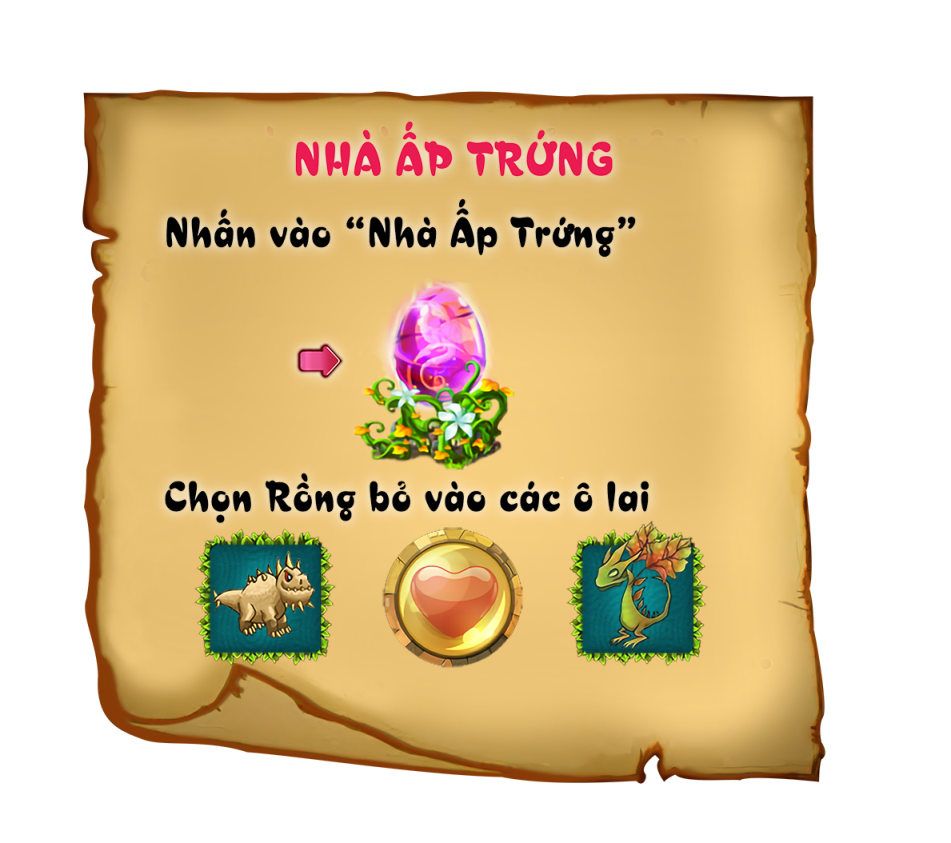 NHÀ ẤP TRỨNG
Nhấn vào “Nhà Ấp Trứng”
Chọn Rồng bỏ vào các ô lai